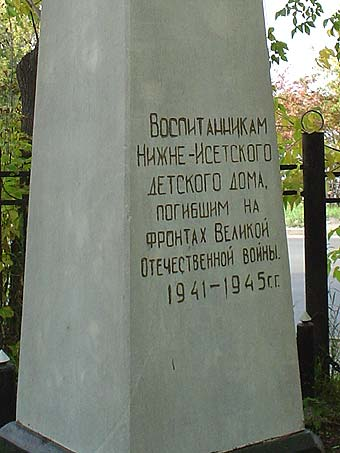 Воспитанникам
Нижне-Исетского
детского дома,
погибшим на
фронтах Великой
Отечественной войны.
1941-1945г.г.